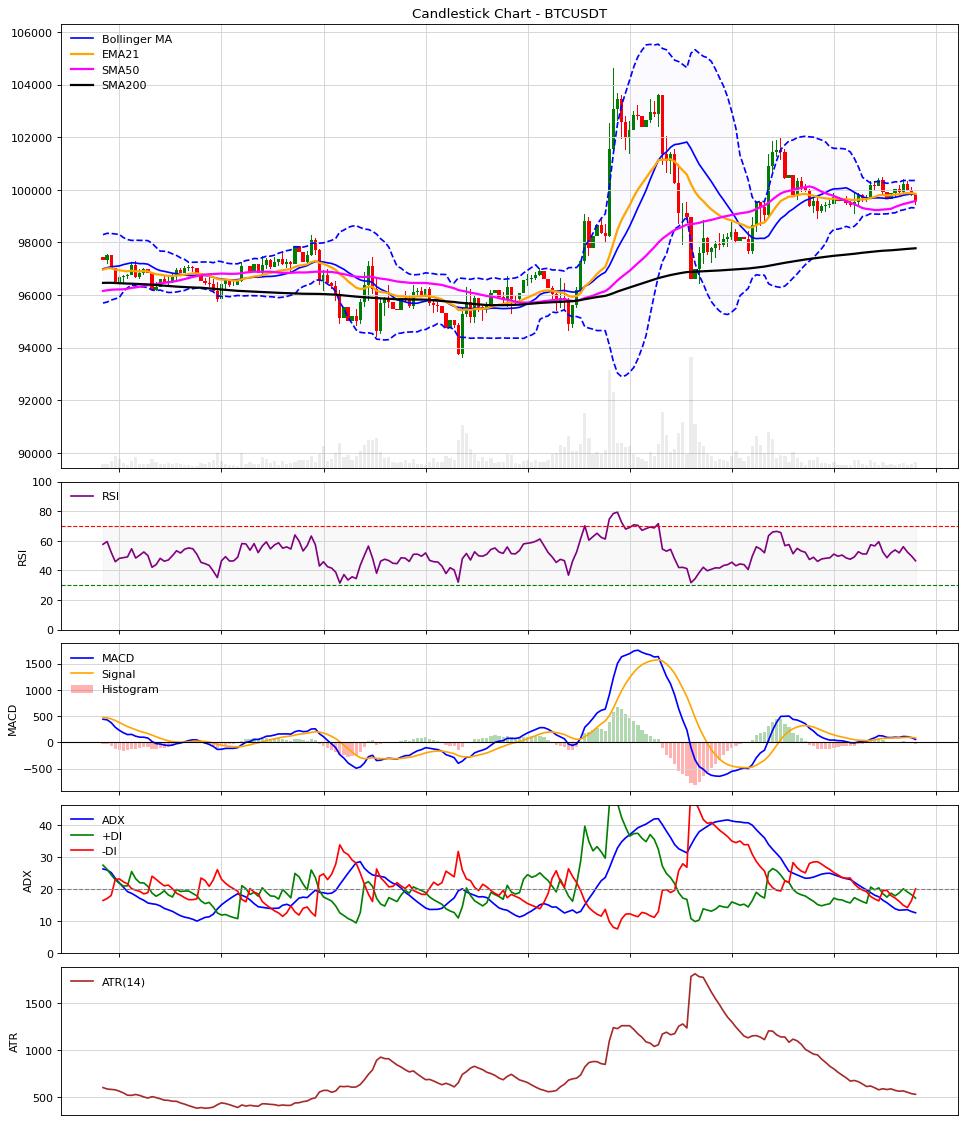 Candlestick Chart - BTCUSDT
106000
104000
102000
100000
98000
96000
94000
92000
90000
Bollinger MA
EMA21
SMA50
SMA200
100
80
60
40
20
0
RSI
RSI
1500
1000
500
0
−500
MACD
MACD
Signal
Histogram
40
30
20
10
0
ADX
ADX
+DI
-DI
1500
1000
500
ATR
ATR(14)